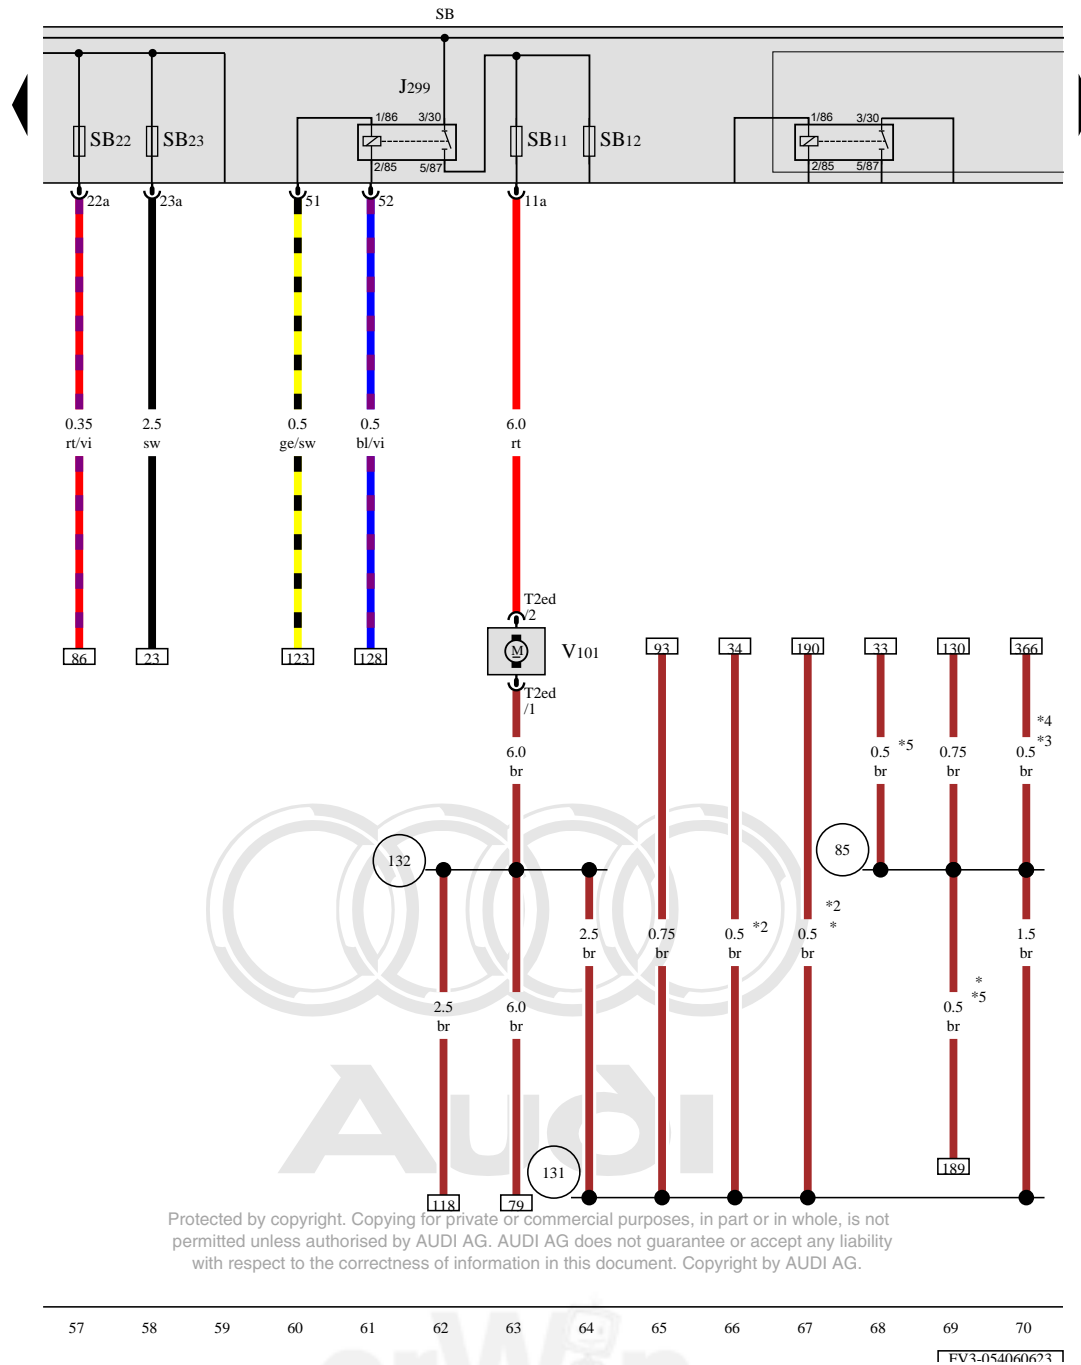 SB
J299
1/86 3/30
2/85 5/87
SB22
SB23
SB11
SB12
1/86 3/30
2/85 5/87
22a
23a
51
52
11a
0.35
rt/vi
2.5
sw
0.5
ge/sw
0.5
bl/vi
6.0
rt
T2ed
/2
M
V101
T2ed
/1
86
23
123
128
93
34
190
33
130
366
6.0
br
0.5
br
*5
0.75
br
*4
*3
0.5
br
132
85
2.5
br
0.75
br
0.5
br
*2
*2
*
0.5
br
1.5
br
2.5
br
6.0
br
*
*5
0.5
br
Audi
131
189
118
79
Protected by copyright. Copying for private or commercial purposes, in part or in whole, is not
permitted unless authorised by AUDI AG. AUDI AG does not guarantee or accept any liability
with respect to the correctness of information in this document. Copyright by AUDI AG.
57 58 59 60 61 62 63 64 65 66 67 68 69 70
FV3-054060623